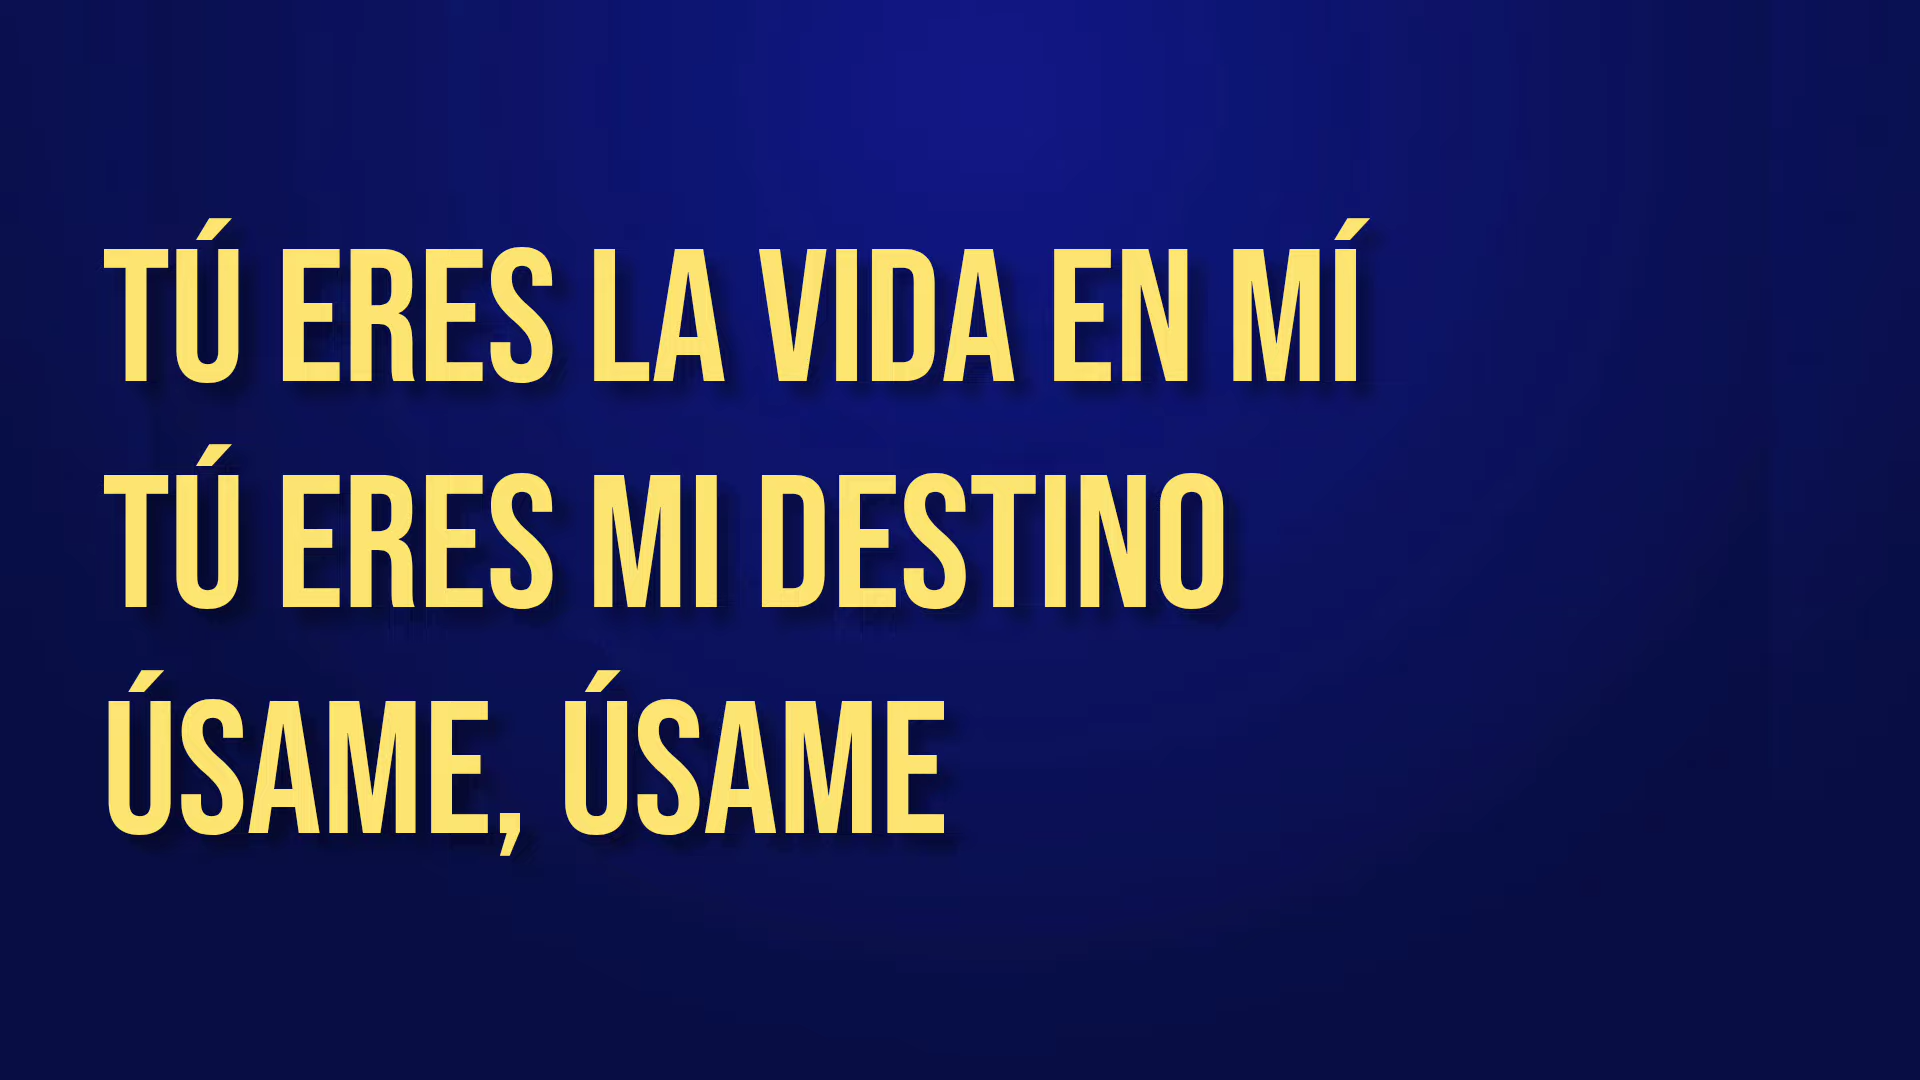 TÚ ERES LA VIDA EN MÍ
TÚ ERES MI DESTINO
ÚSAME, ÚSAME